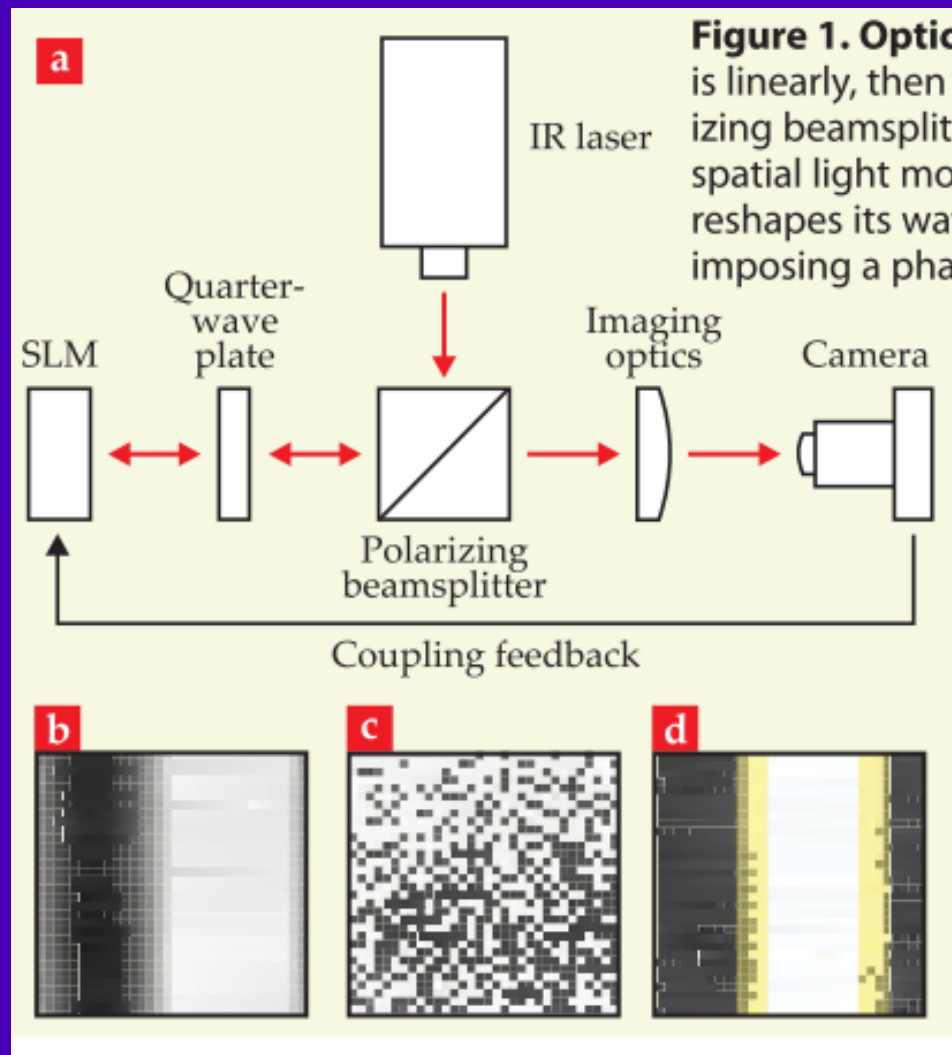 a
Figure 1. Optic
is linearly, then
izing beamsplit
spatial light mo
reshapes its wa
imposing a pha
IR laser
Quarter-
wave
plate
SLM
Imaging
optics
Camera
Polarizing
beamsplitter
Coupling feedback
b
c
d